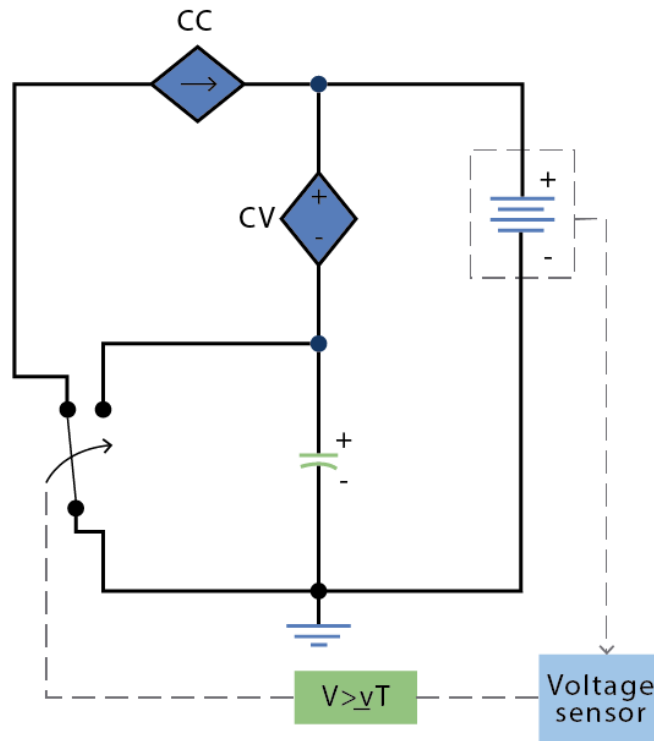 CC
+
CV
+
-
-
+
-
V>vT
Voltage
sensor